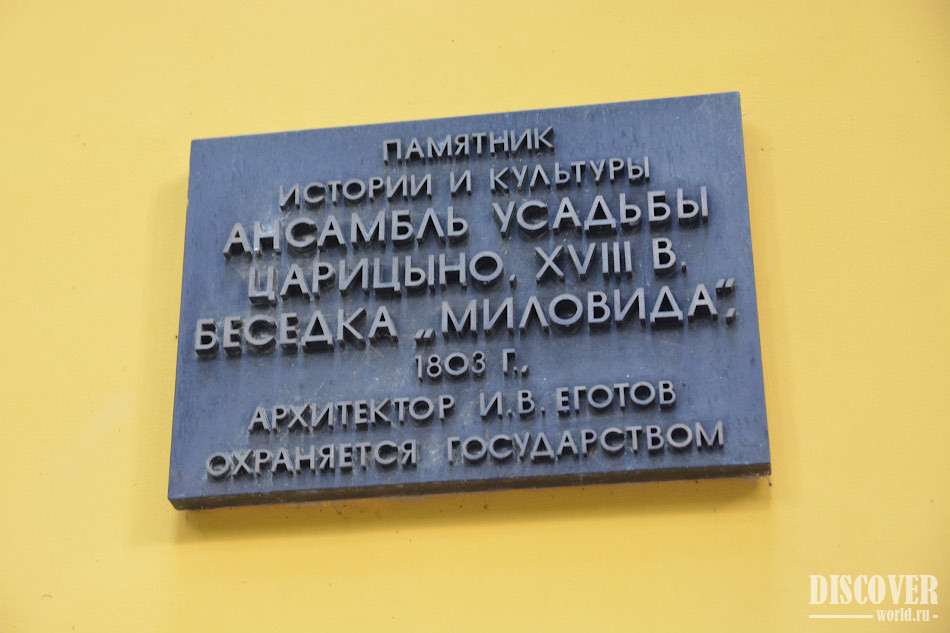 ПАМЯТНИК
ИСТОРИИ И КУЛЬТУРЫ
АНСАМБЛЬ УСАДЬБЫ
ЦАРИЦЫНО. XVIII В.
БЕСЕДКА „МИЛОВИДА“,
1803 Г.,
АРХИТЕКТОР И.В. ЕГОТОВ
ОХРАНЯЕТСЯ ГОСУДАРСТВОМ
DISCOVER
world.ru